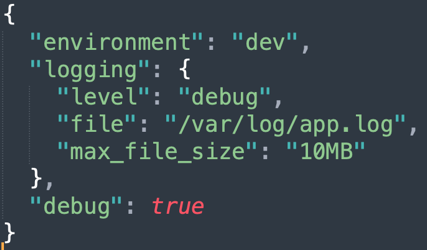 {
  "environment": "dev",
  "logging": {
    "level": "debug",
    "file": "/var/log/app.log",
    "max_file_size": "10MB"
  },
  "debug": true
}